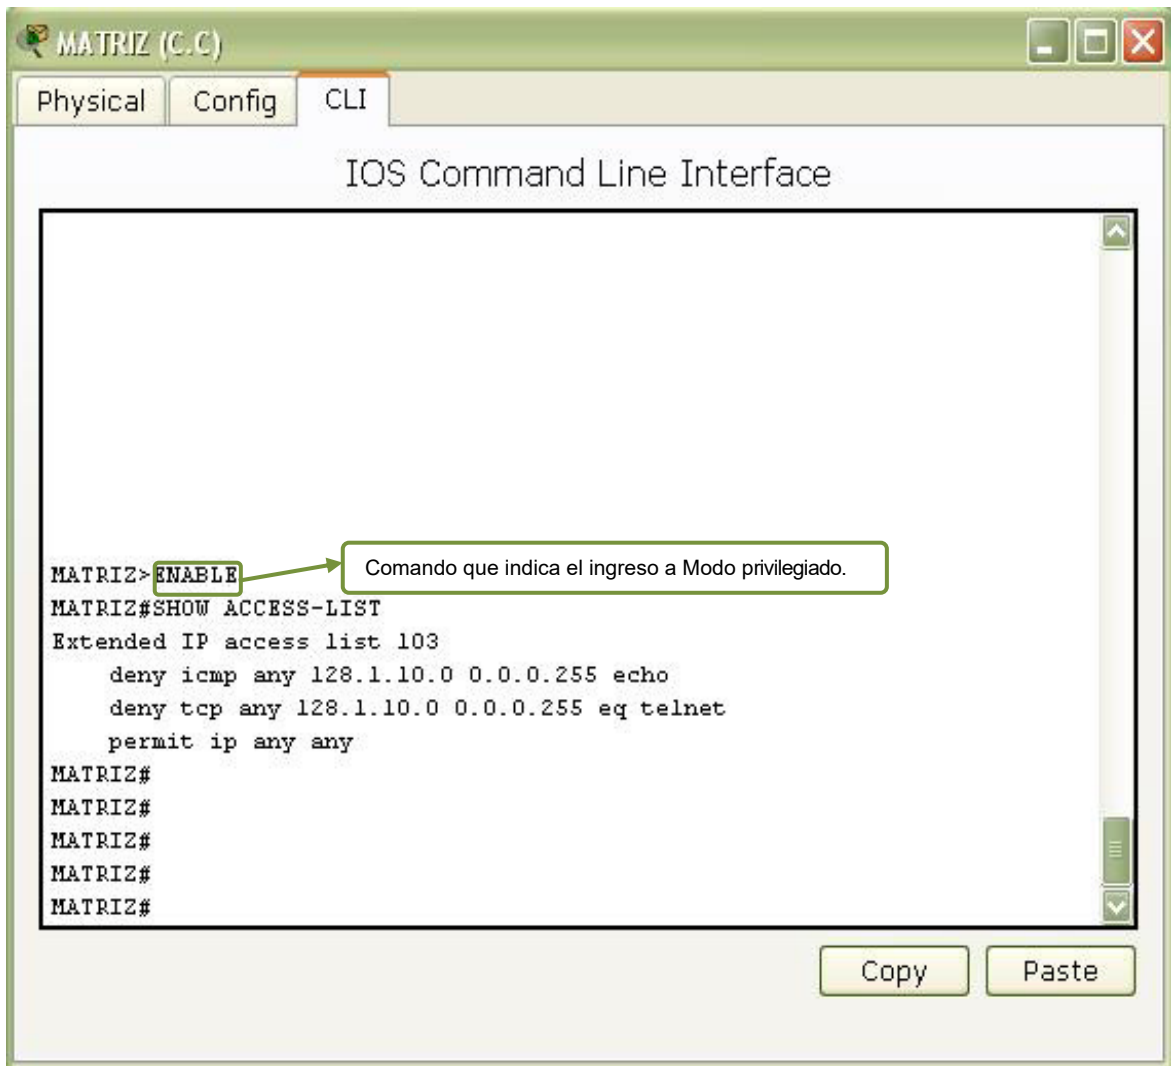 MATRIZ (C.C)
Physical Config CLI
IOS Command Line Interface
MATRIZ>ENABLE
Comando que indica el ingreso a Modo privilegiado.
MATRIZ#SHOW ACCESS-LIST
Extended IP access list 103
deny icmp any 128.1.10.0 0.0.0.255 echo
deny tcp any 128.1.10.0 0.0.0.255 eq telnet
permit ip any any
MATRIZ#
MATRIZ#
MATRIZ#
MATRIZ#
MATRIZ#
Copy Paste